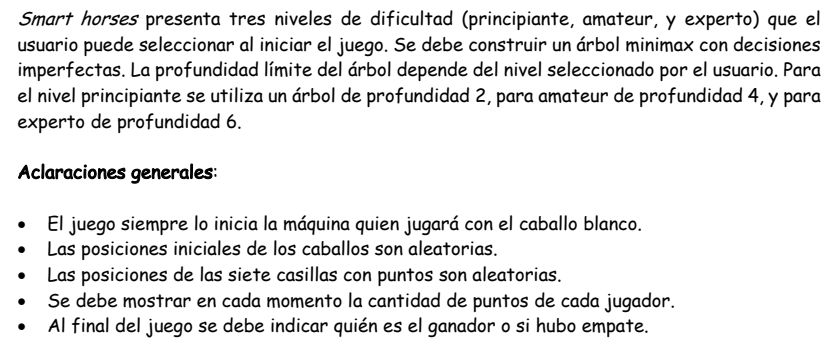 Smart horses presenta tres niveles de dificultad (principiante, amateur, y experto) que el
usuario puede seleccionar al iniciar el juego. Se debe construir un árbol minimax con decisiones
imperfectas. La profundidad límite del árbol depende del nivel seleccionado por el usuario. Para
el nivel principiante se utiliza un árbol de profundidad 2, para amateur de profundidad 4, y para
experto de profundidad 6.
Aclaraciones generales:
• El juego siempre lo inicia la máquina quien jugará con el caballo blanco.
• Las posiciones iniciales de los caballos son aleatorias.
• Las posiciones de las siete casillas con puntos son aleatorias.
• Se debe mostrar en cada momento la cantidad de puntos de cada jugador.
• Al final del juego se debe indicar quién es el ganador o si hubo empate.